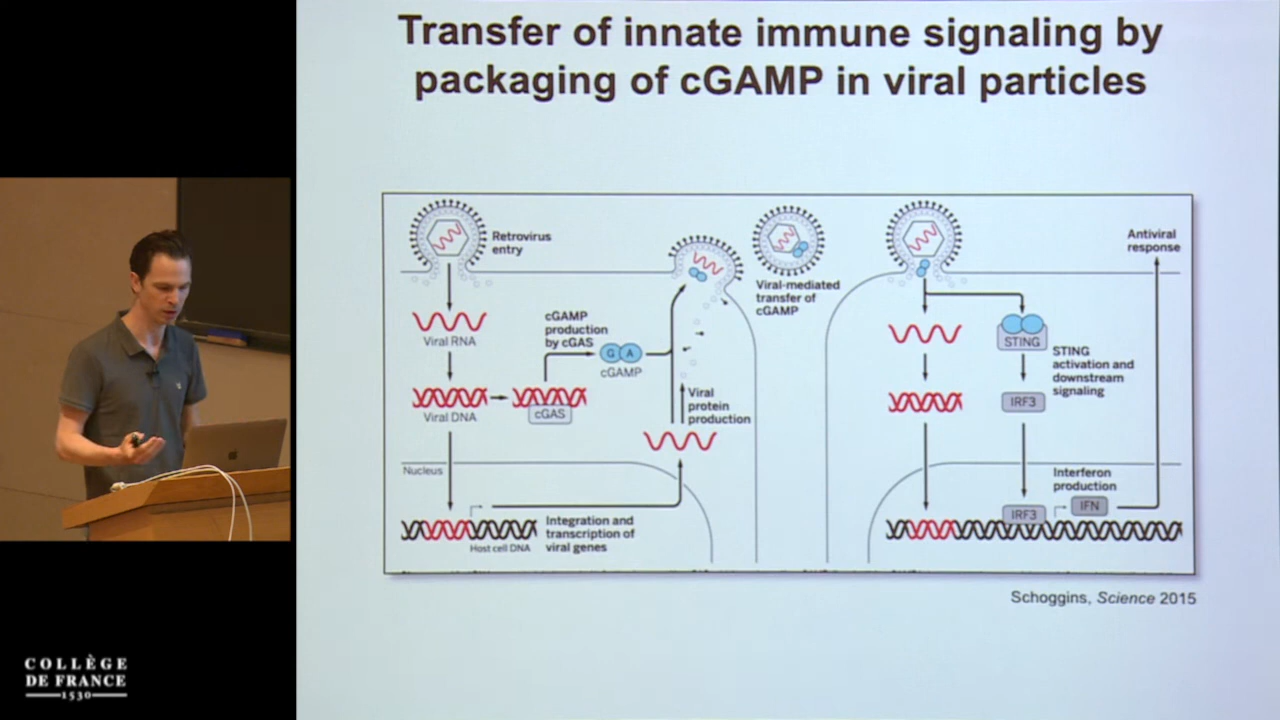 Transfer of innate immune signaling by
packaging of cGAMP in viral particles
Retrovirus
entry
Viral RNA
Viral DNA
cGAMP
production
by cGAS
cGAS
G A
cGAMP
Viral
protein
production
Viral-mediated
transfer of
cGAMP
Nucleus
Host cell DNA
Integration and
transcription of
viral genes
Antiviral
response
STING
STING
activation and
downstream
signaling
IRF3
Interferon
production
IRF3
IFN
Schoggins, Science 2015
COLLÈGE
DE FRANCE
1530